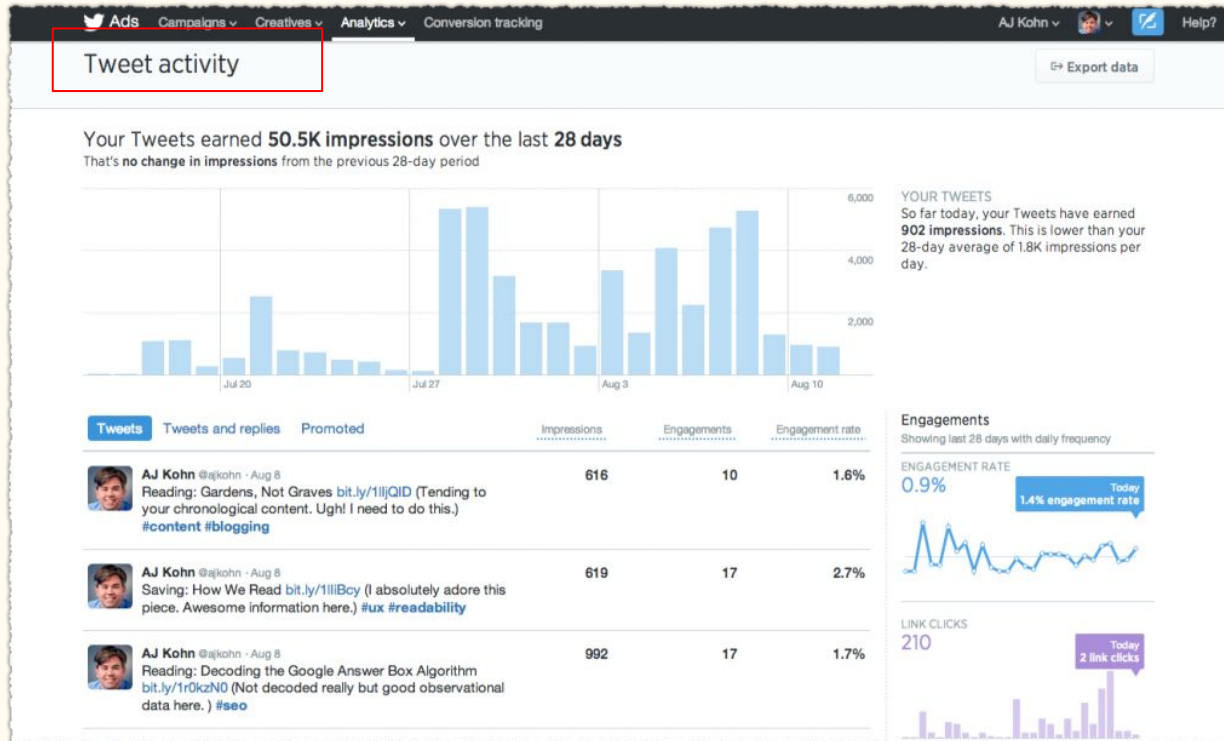 Ads Campaigns Creatives Analytics Conversion tracking AJ Kohn Help?
Tweet activity
Export data
Your Tweets earned 50.5K impressions over the last 28 days
That's no change in impressions from the previous 28-day period
6,000
4,000
2,000
Jul 20 Jul 27 Aug 3 Aug 10
YOUR TWEETS
So far today, your Tweets have earned
902 impressions. This is lower than your
28-day average of 1.8K impressions per
day.
Tweets Tweets and replies Promoted Impressions Engagements Engagement rate
AJ Kohn @ajkohn · Aug 8 616 10 1.6%
Reading: Gardens, Not Graves bit.ly/1lljQID (Tending to
your chronological content. Ugh! I need to do this.)
#content #blogging
AJ Kohn @ajkohn · Aug 8 619 17 2.7%
Saving: How We Read bit.ly/1lliBcy (I absolutely adore this
piece. Awesome information here.) #ux #readability
AJ Kohn @ajkohn · Aug 8 992 17 1.7%
Reading: Decoding the Google Answer Box Algorithm
bit.ly/1r0kzN0 (Not decoded really but good observational
data here. ) #seo
Engagements
Showing last 28 days with daily frequency
ENGAGEMENT RATE
0.9%
Today
1.4% engagement rate
LINK CLICKS
210
Today
2 link clicks